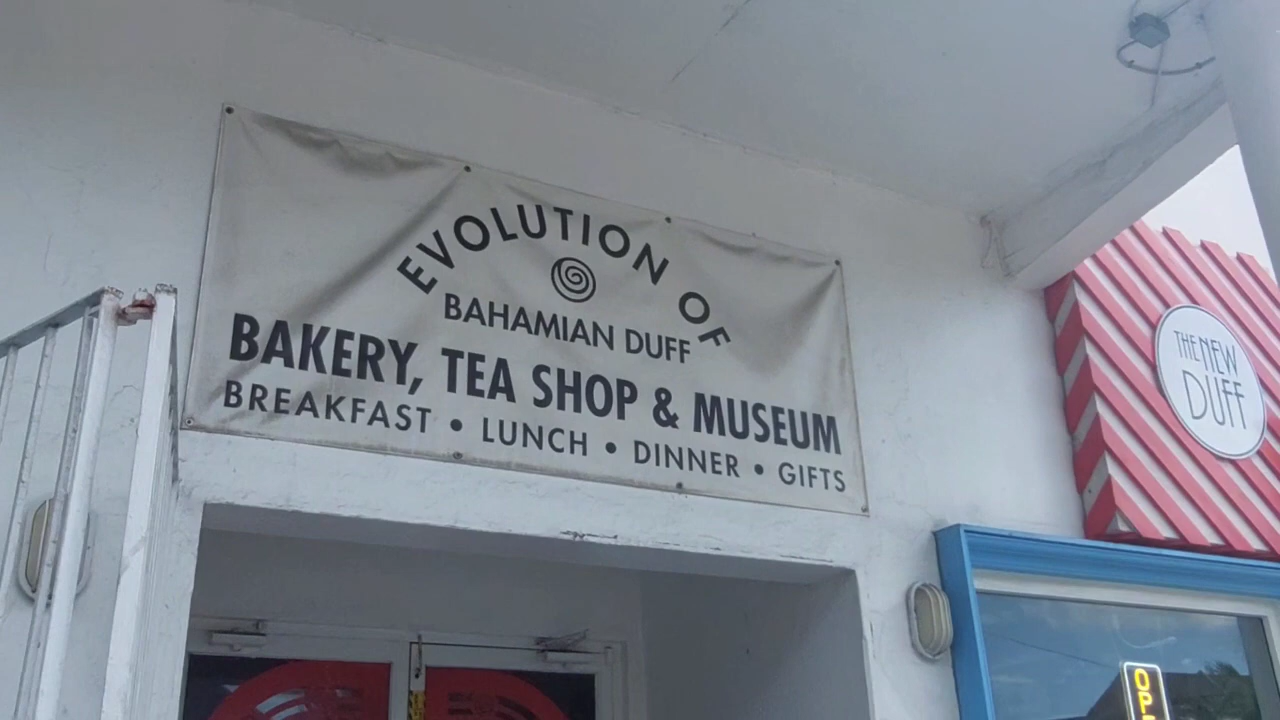 EVOLUTION OF
BAHAMIAN DUFF
BAKERY, TEA SHOP & MUSEUM
BREAKFAST • LUNCH • DINNER • GIFTS
THE NEW
DUFF